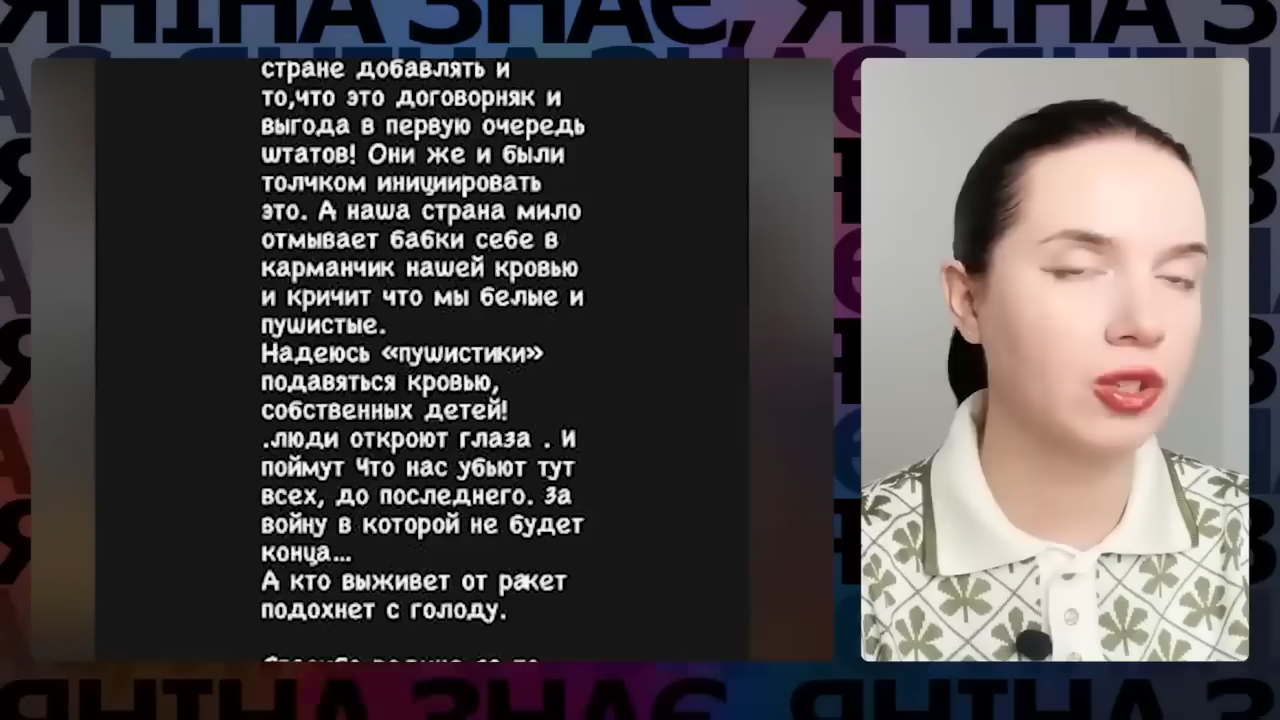 ЯНІНА ЗНАЄ, ЯНІНА З
стране добавлять и
то,что это договорняк и
выгода в первую очередь
штатов! Они же и были
толчком инициировать
это. А наша страна мило
отмывает бабки себе в
карманчик нашей кровью
и кричит что мы белые и
пушистые.
Надеюсь «пушистики»
подавяться кровью,
собственных детей!
.люди откроют глаза . И
поймут Что нас убьют тут
всех, до последнего. За
войну в которой не будет
конца...
А кто выживет от ракет
подохнет с голоду.
ЯНІНА ЗНАЄ, ЯНІНА З